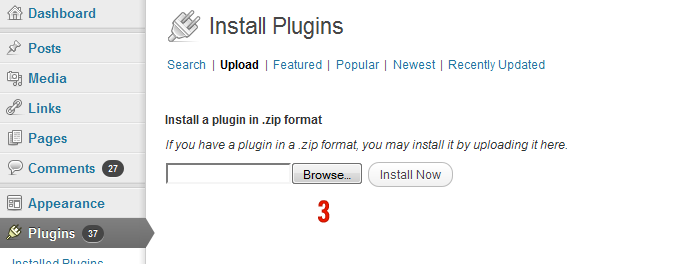 Dashboard
Posts
Media
Links
Pages
Comments 27
Appearance
Plugins 37
Installed Plugins
Install Plugins
Search | Upload | Featured | Popular | Newest | Recently Updated
Install a plugin in .zip format
If you have a plugin in a .zip format, you may install it by uploading it here.
Browse... Install Now
3